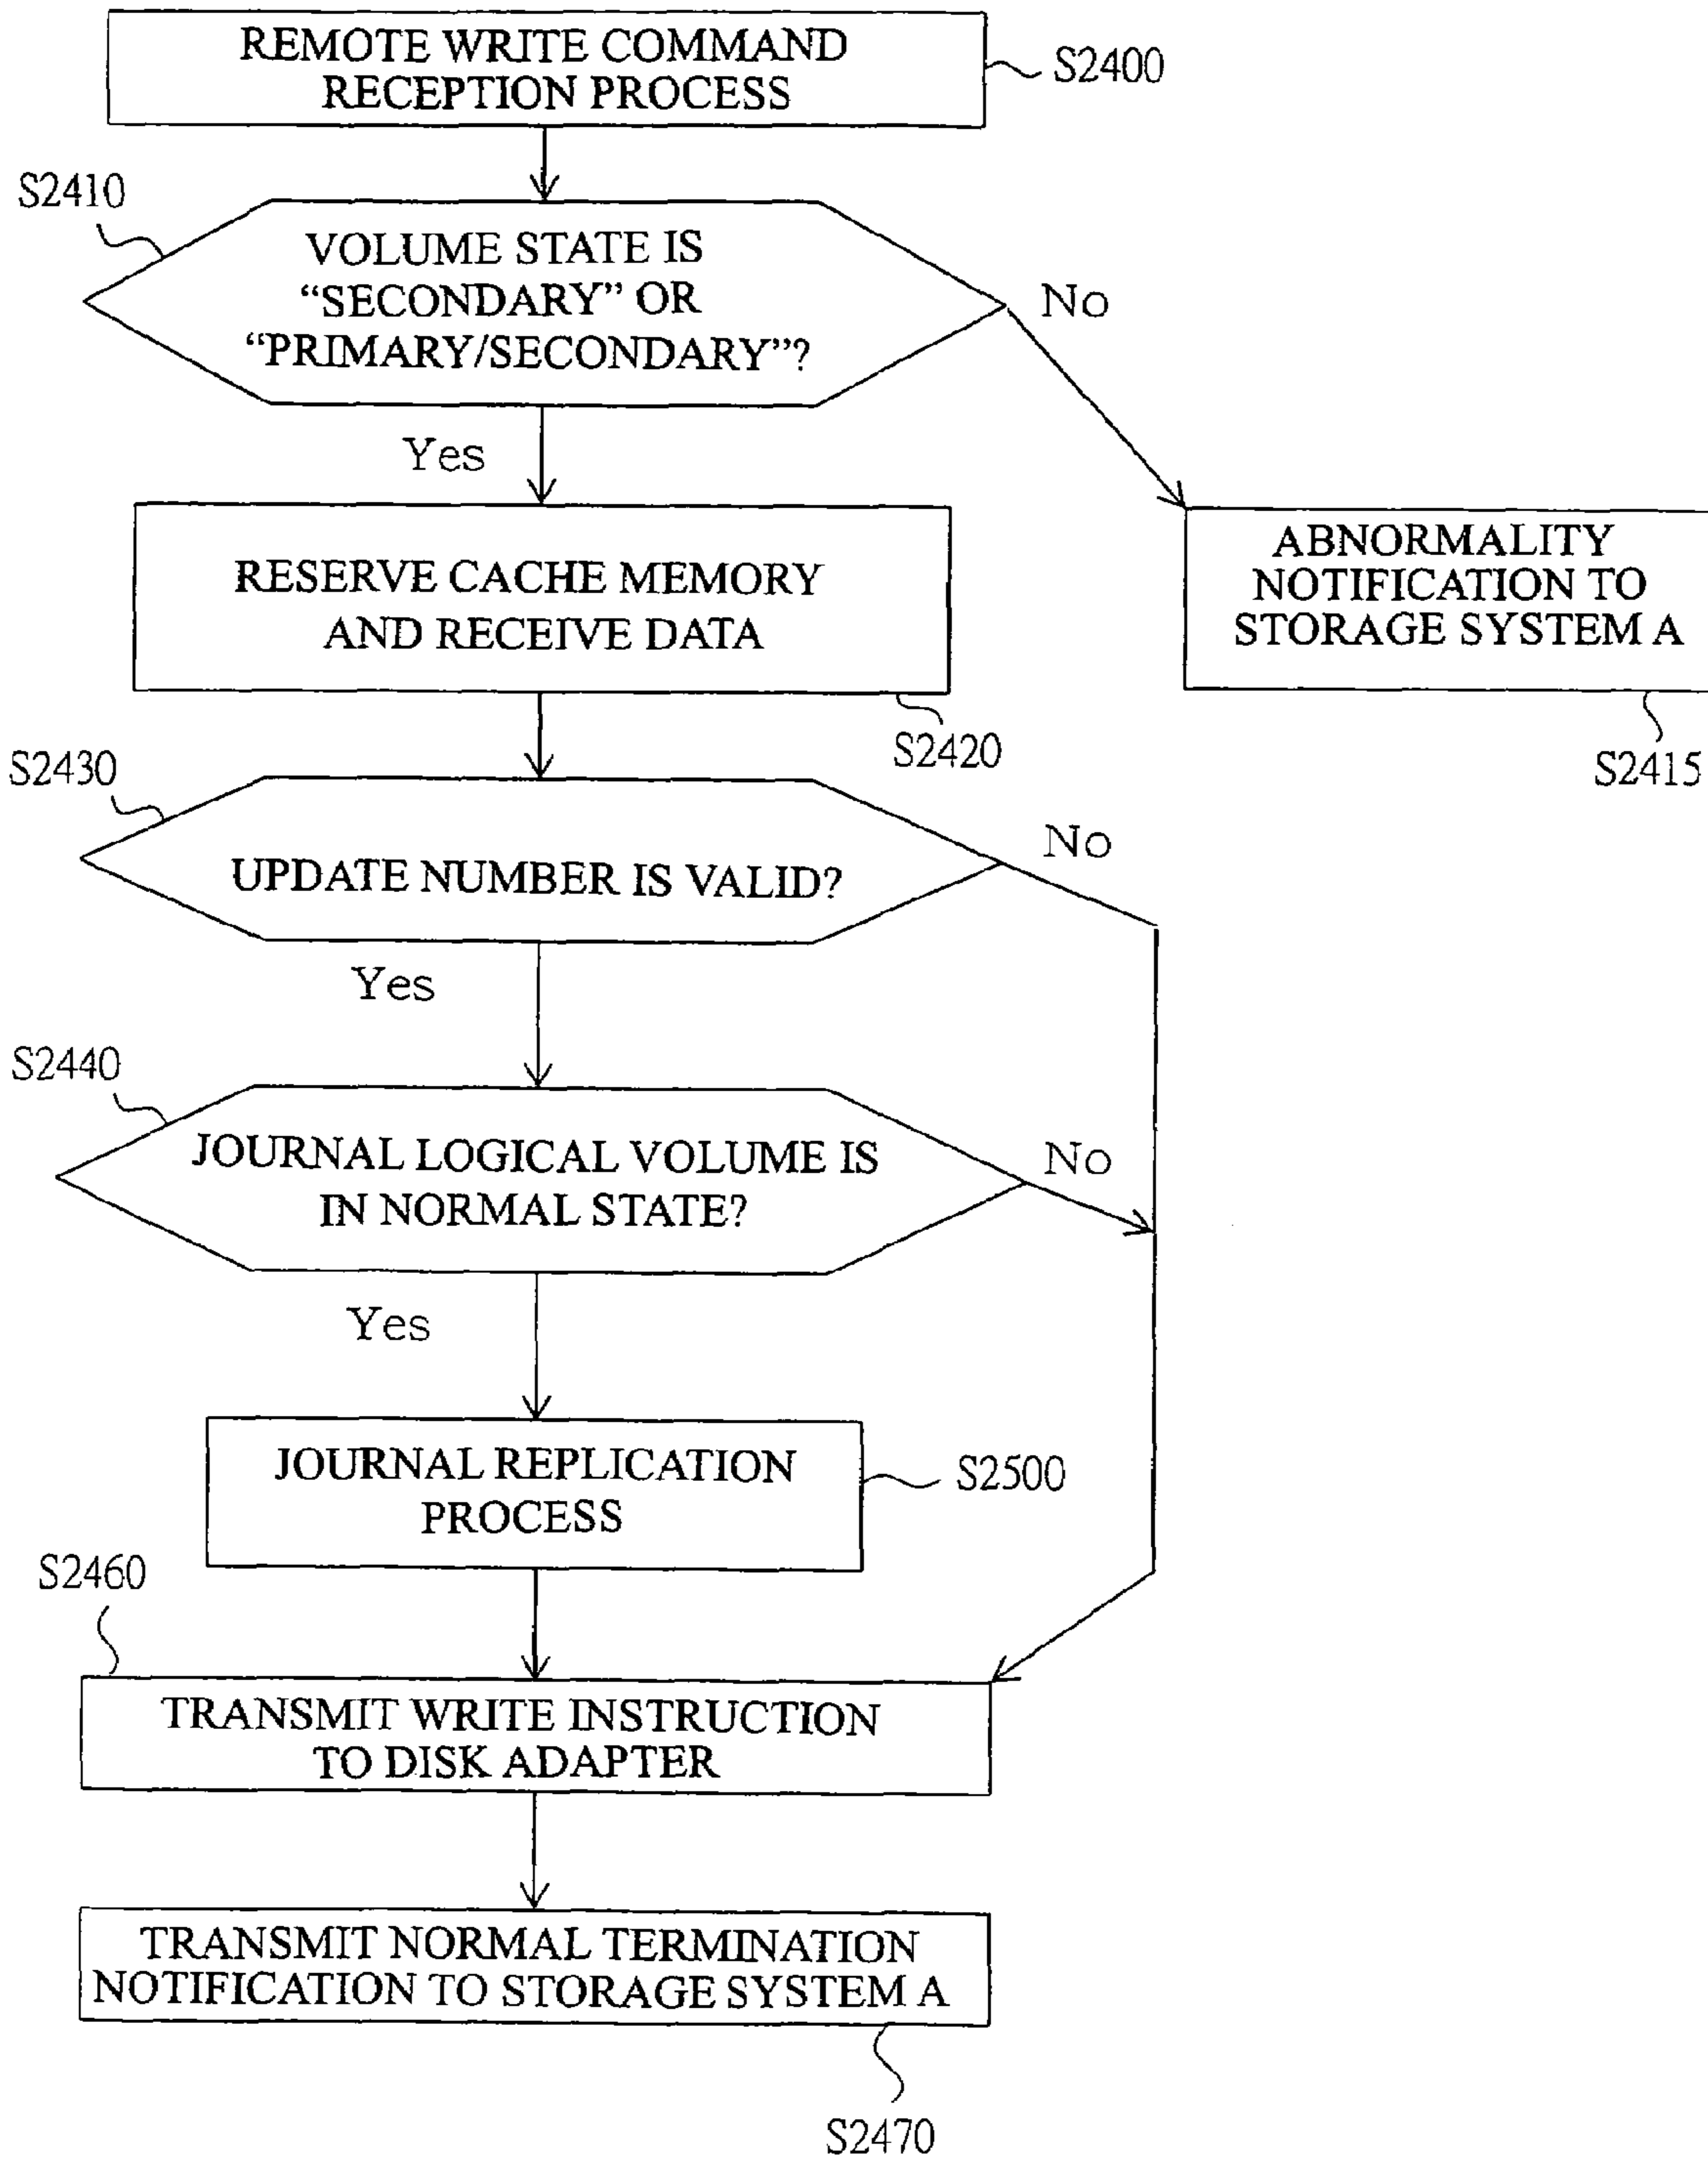 REMOTE WRITE COMMAND
RECEPTION PROCESS
S2400
S2410
VOLUME STATE IS
“SECONDARY” OR
“PRIMARY/SECONDARY”?
No
Yes
RESERVE CACHE MEMORY
AND RECEIVE DATA
S2420
ABNORMALITY
NOTIFICATION TO
STORAGE SYSTEM A
S2415
S2430
UPDATE NUMBER IS VALID?
No
Yes
S2440
JOURNAL LOGICAL VOLUME IS
IN NORMAL STATE?
No
Yes
JOURNAL REPLICATION
PROCESS
S2500
S2460
TRANSMIT WRITE INSTRUCTION
TO DISK ADAPTER
TRANSMIT NORMAL TERMINATION
NOTIFICATION TO STORAGE SYSTEM A
S2470